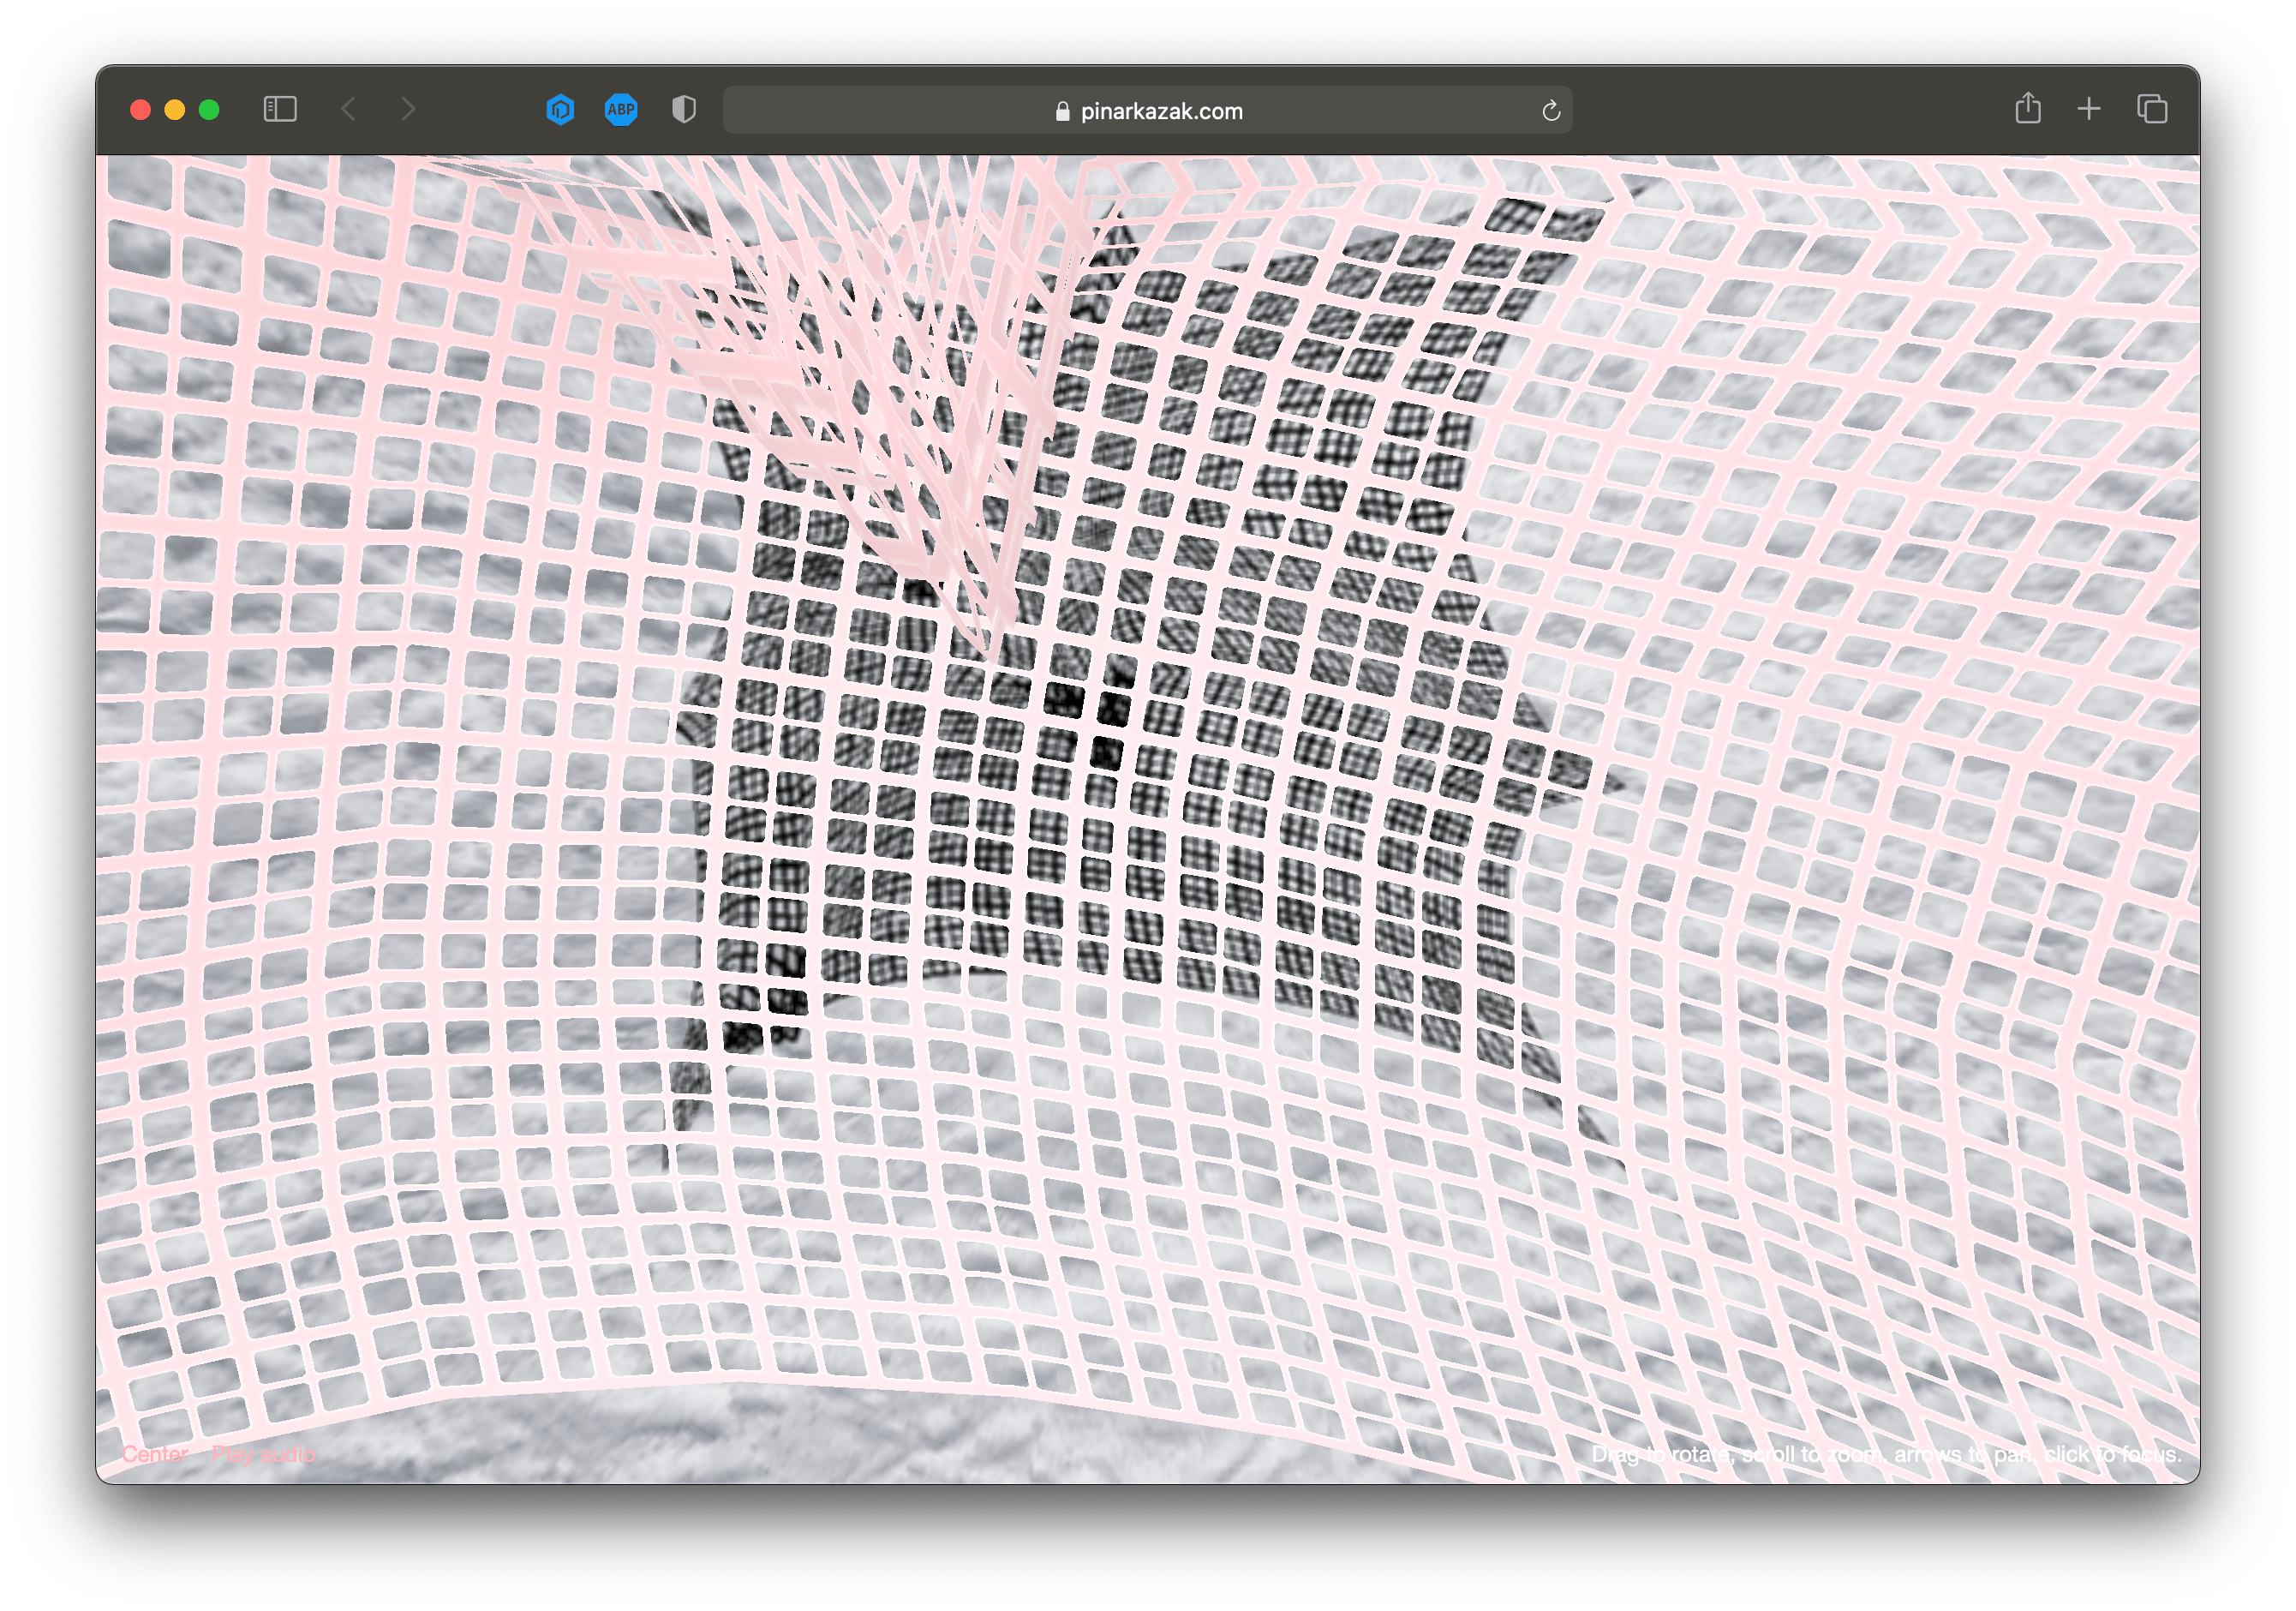 ABP
pinarkazak.com
Center Play audio
Drag to rotate, scroll to zoom, arrows to pan, click to focus.